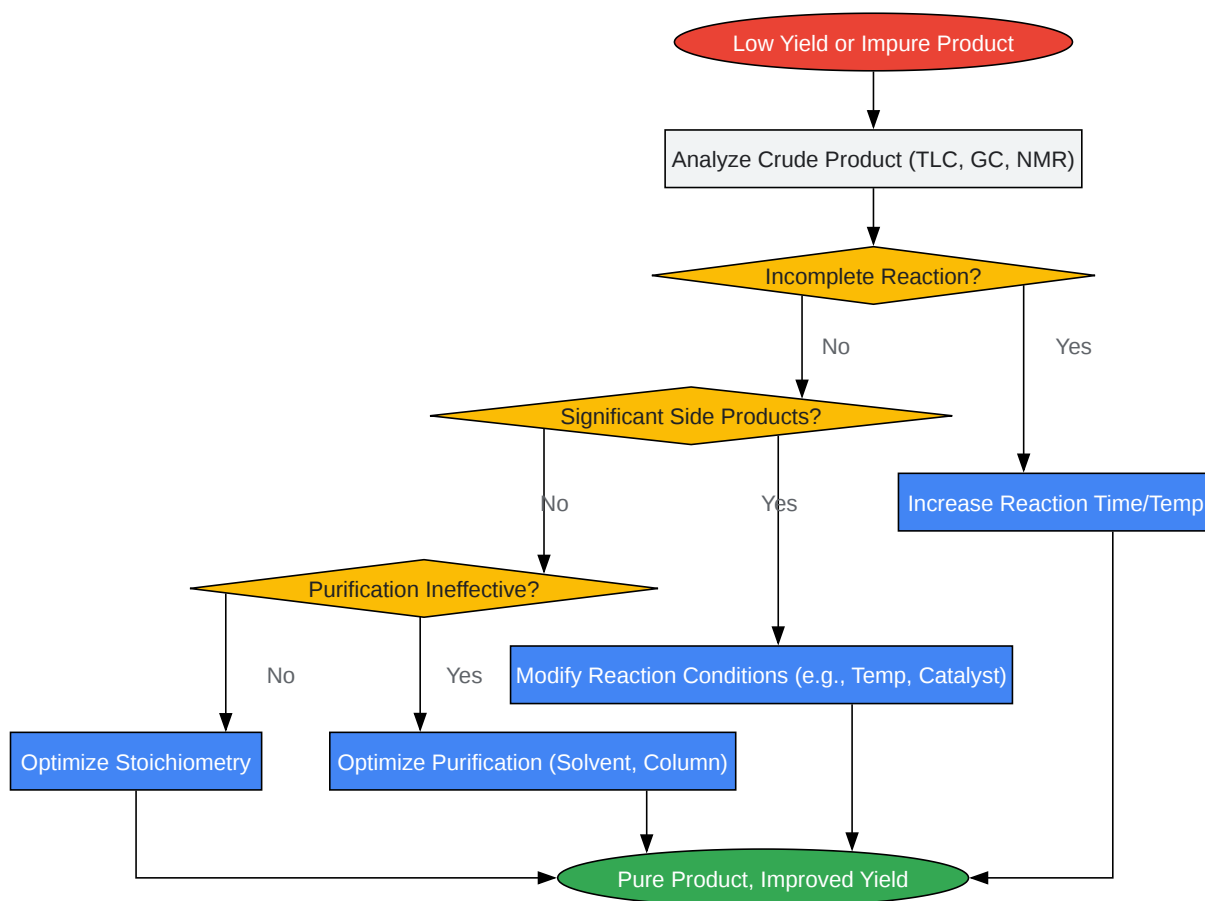 Low Yield or Impure Product
Analyze Crude Product (TLC, GC, NMR)
Incomplete Reaction?
No
Yes
Significant Side Products?
No
Yes
Increase Reaction Time/Temp
Purification Ineffective?
No
Yes
Modify Reaction Conditions (e.g., Temp, Catalyst)
Optimize Stoichiometry
Optimize Purification (Solvent, Column)
Pure Product, Improved Yield